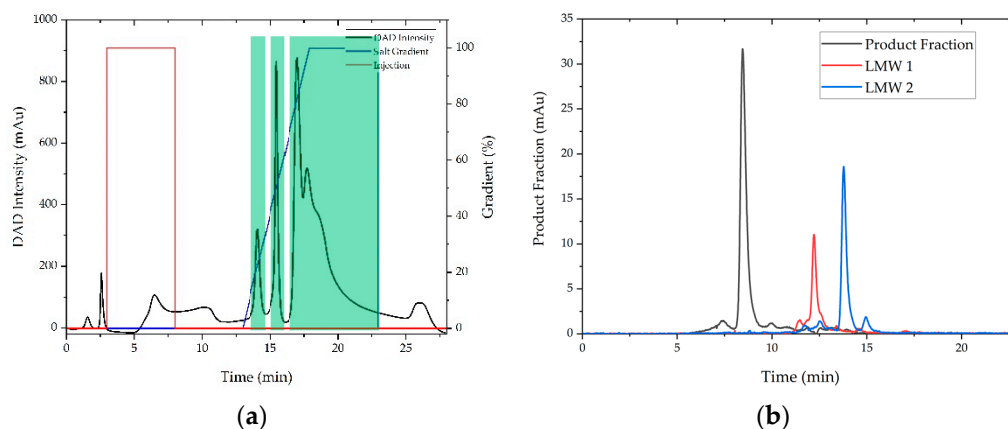 1000
800
600
400
200
0
DAD Intensity (mAu)
0 5 10 15 20 25
Time (min)
100
80
60
40
20
0
Gradient (%)
DAD Intensity
Salt Gradient
Injection
(a)
35
30
25
20
15
10
5
0
Product Fraction (mAu)
0 5 10 15 20
Time (min)
Product Fraction
LMW 1
LMW 2
(b)